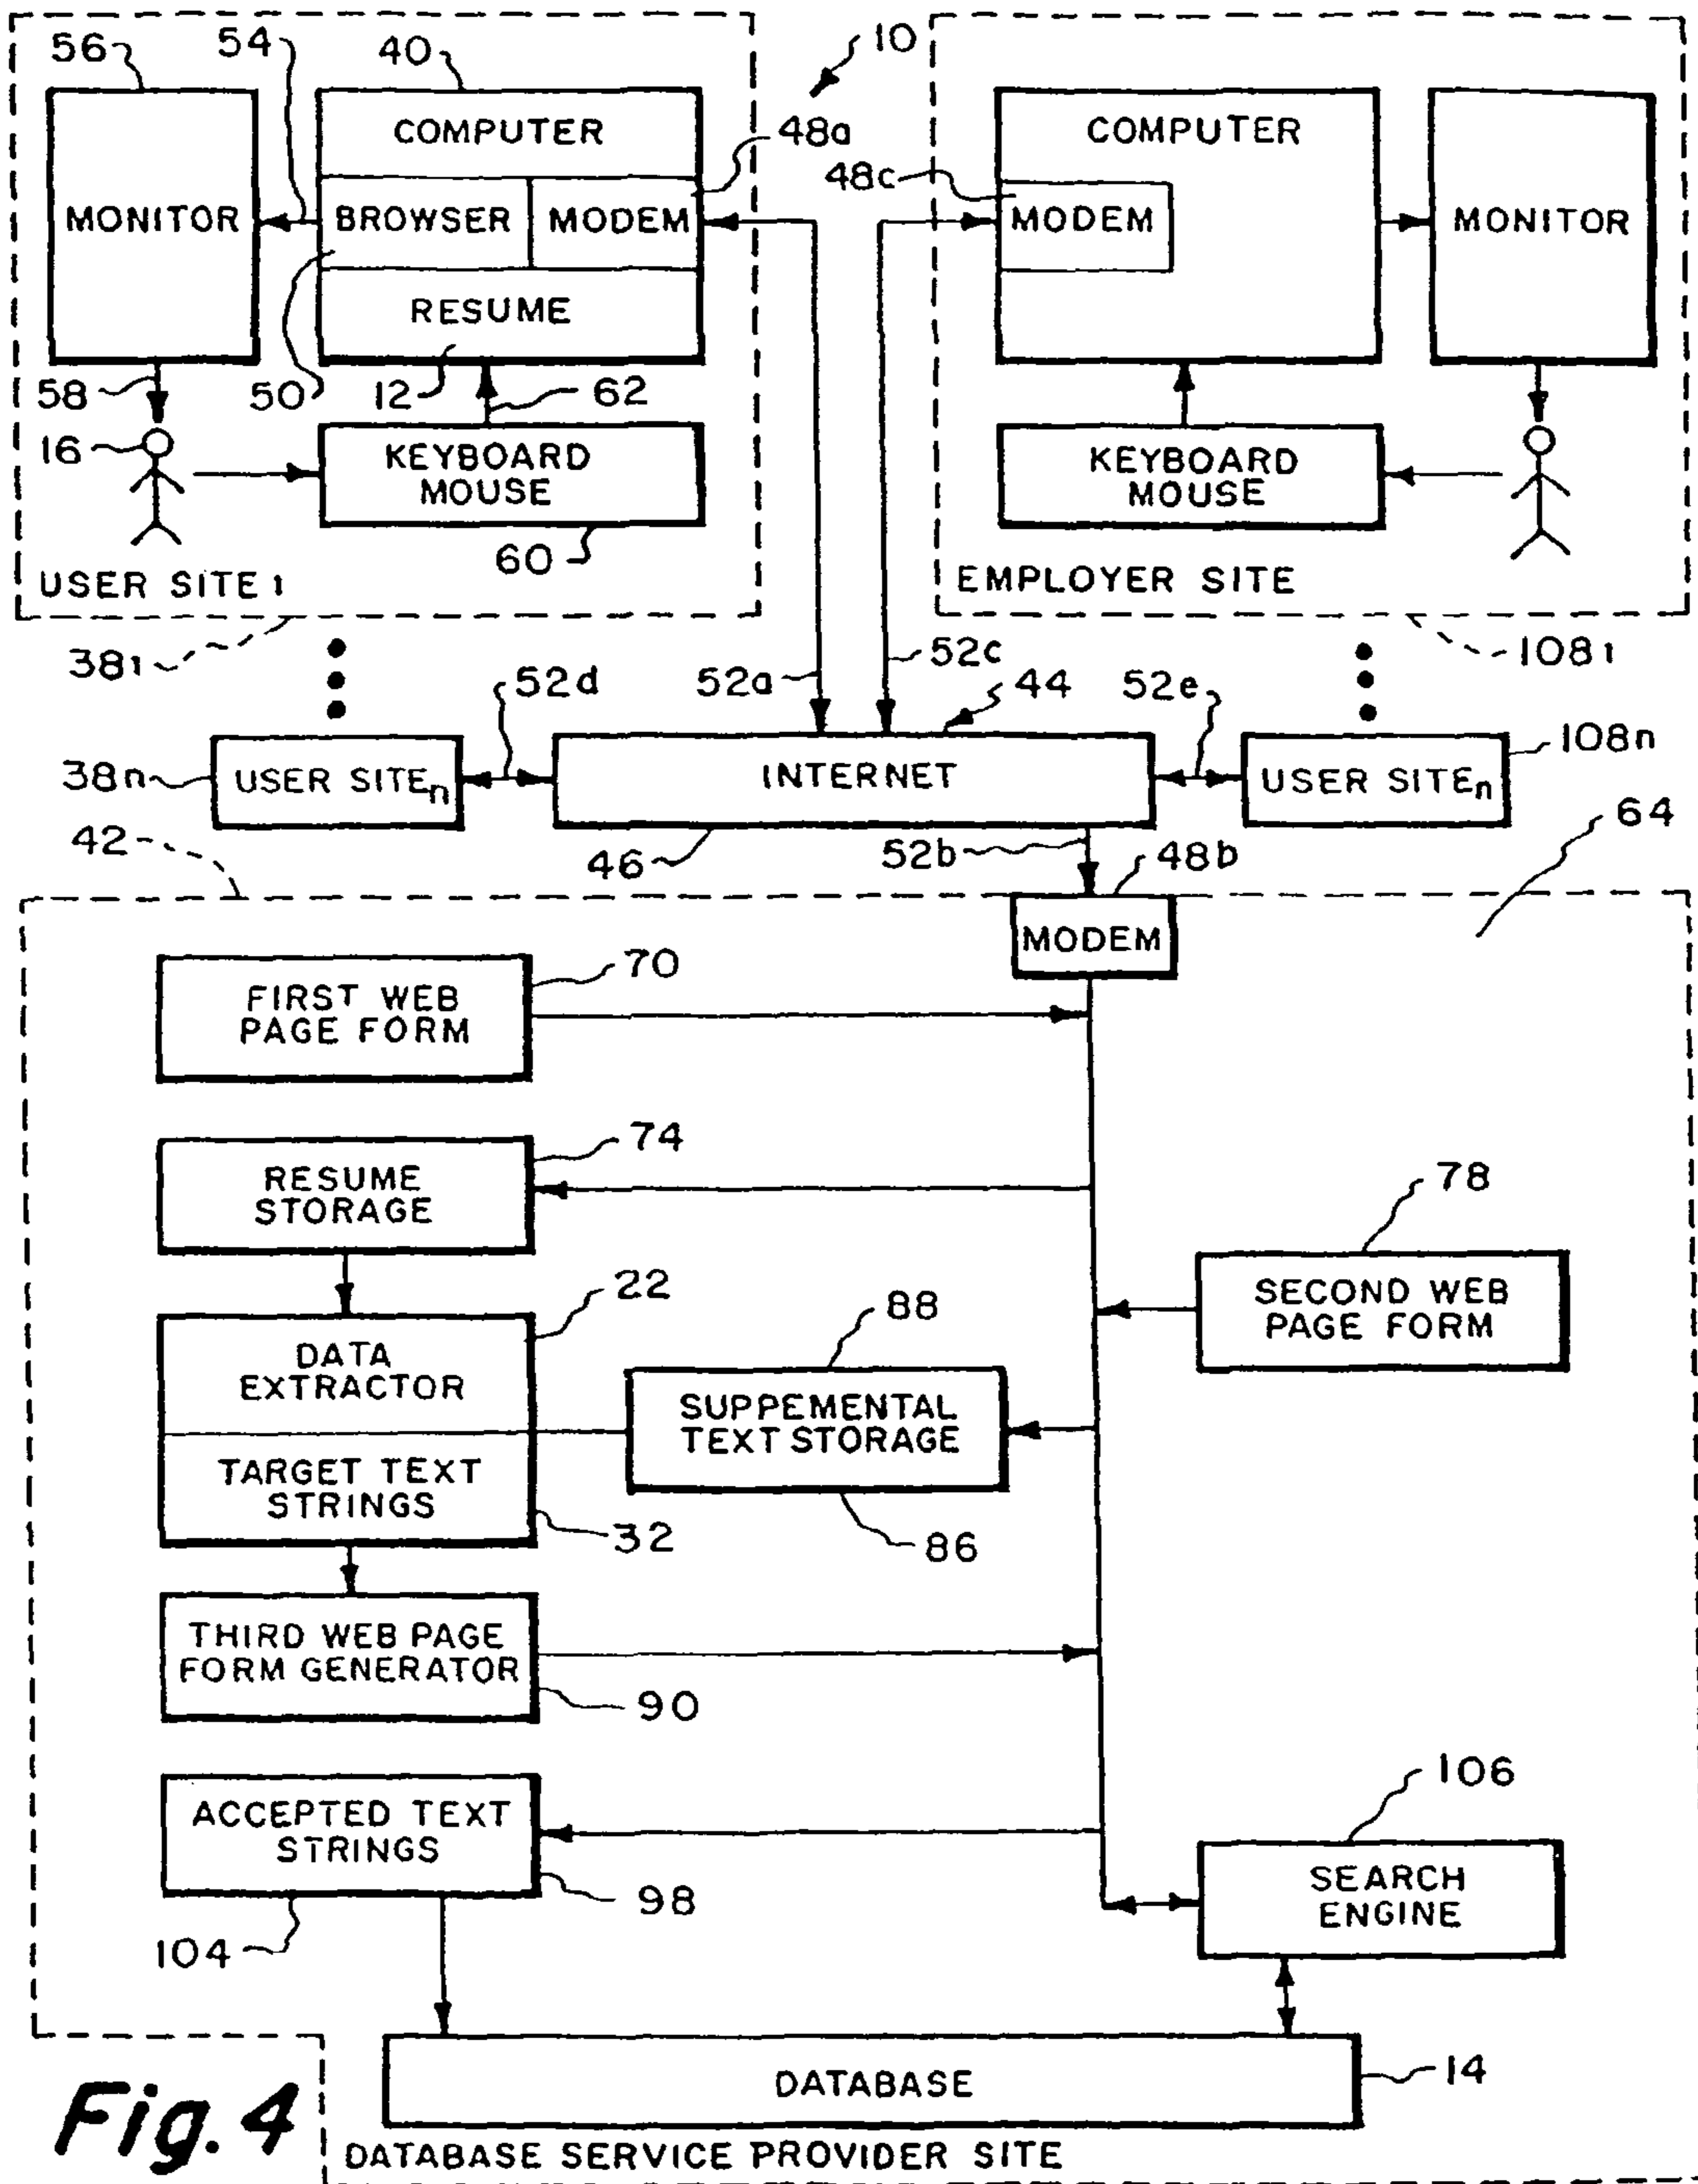 56
54
40
10
COMPUTER
48a
COMPUTER
48c
MONITOR
BROWSER
MODEM
MODEM
MONITOR
RESUME
58
50
12
62
16
KEYBOARD
MOUSE
KEYBOARD
MOUSE
60
USER SITE 1
EMPLOYER SITE
381
52d
52a
52c
44
52e
1081
38n
USER SITEn
INTERNET
USER SITEn
108n
42
46
52b
48b
64
MODEM
70
FIRST WEB
PAGE FORM
74
RESUME
STORAGE
78
SECOND WEB
PAGE FORM
22
DATA
EXTRACTOR
88
SUPPEMENTAL
TEXT STORAGE
TARGET TEXT
STRINGS
32
86
THIRD WEB PAGE
FORM GENERATOR
90
106
ACCEPTED TEXT
STRINGS
98
104
SEARCH
ENGINE
DATABASE
14
Fig. 4
DATABASE SERVICE PROVIDER SITE